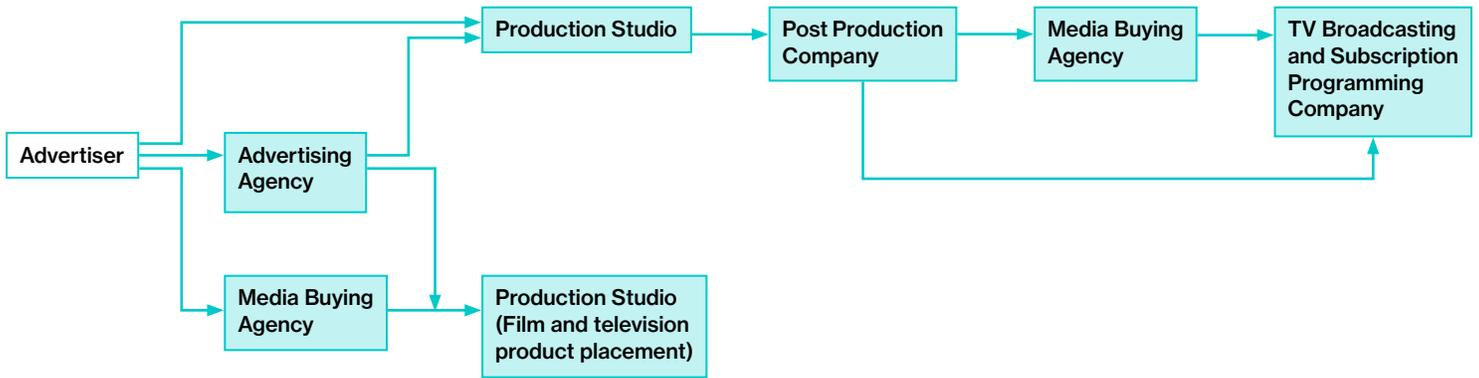 Advertiser
Advertising
Agency
Media Buying
Agency
Production Studio
Production Studio
(Film and television
product placement)
Post Production
Company
Media Buying
Agency
TV Broadcasting
and Subscription
Programming
Company